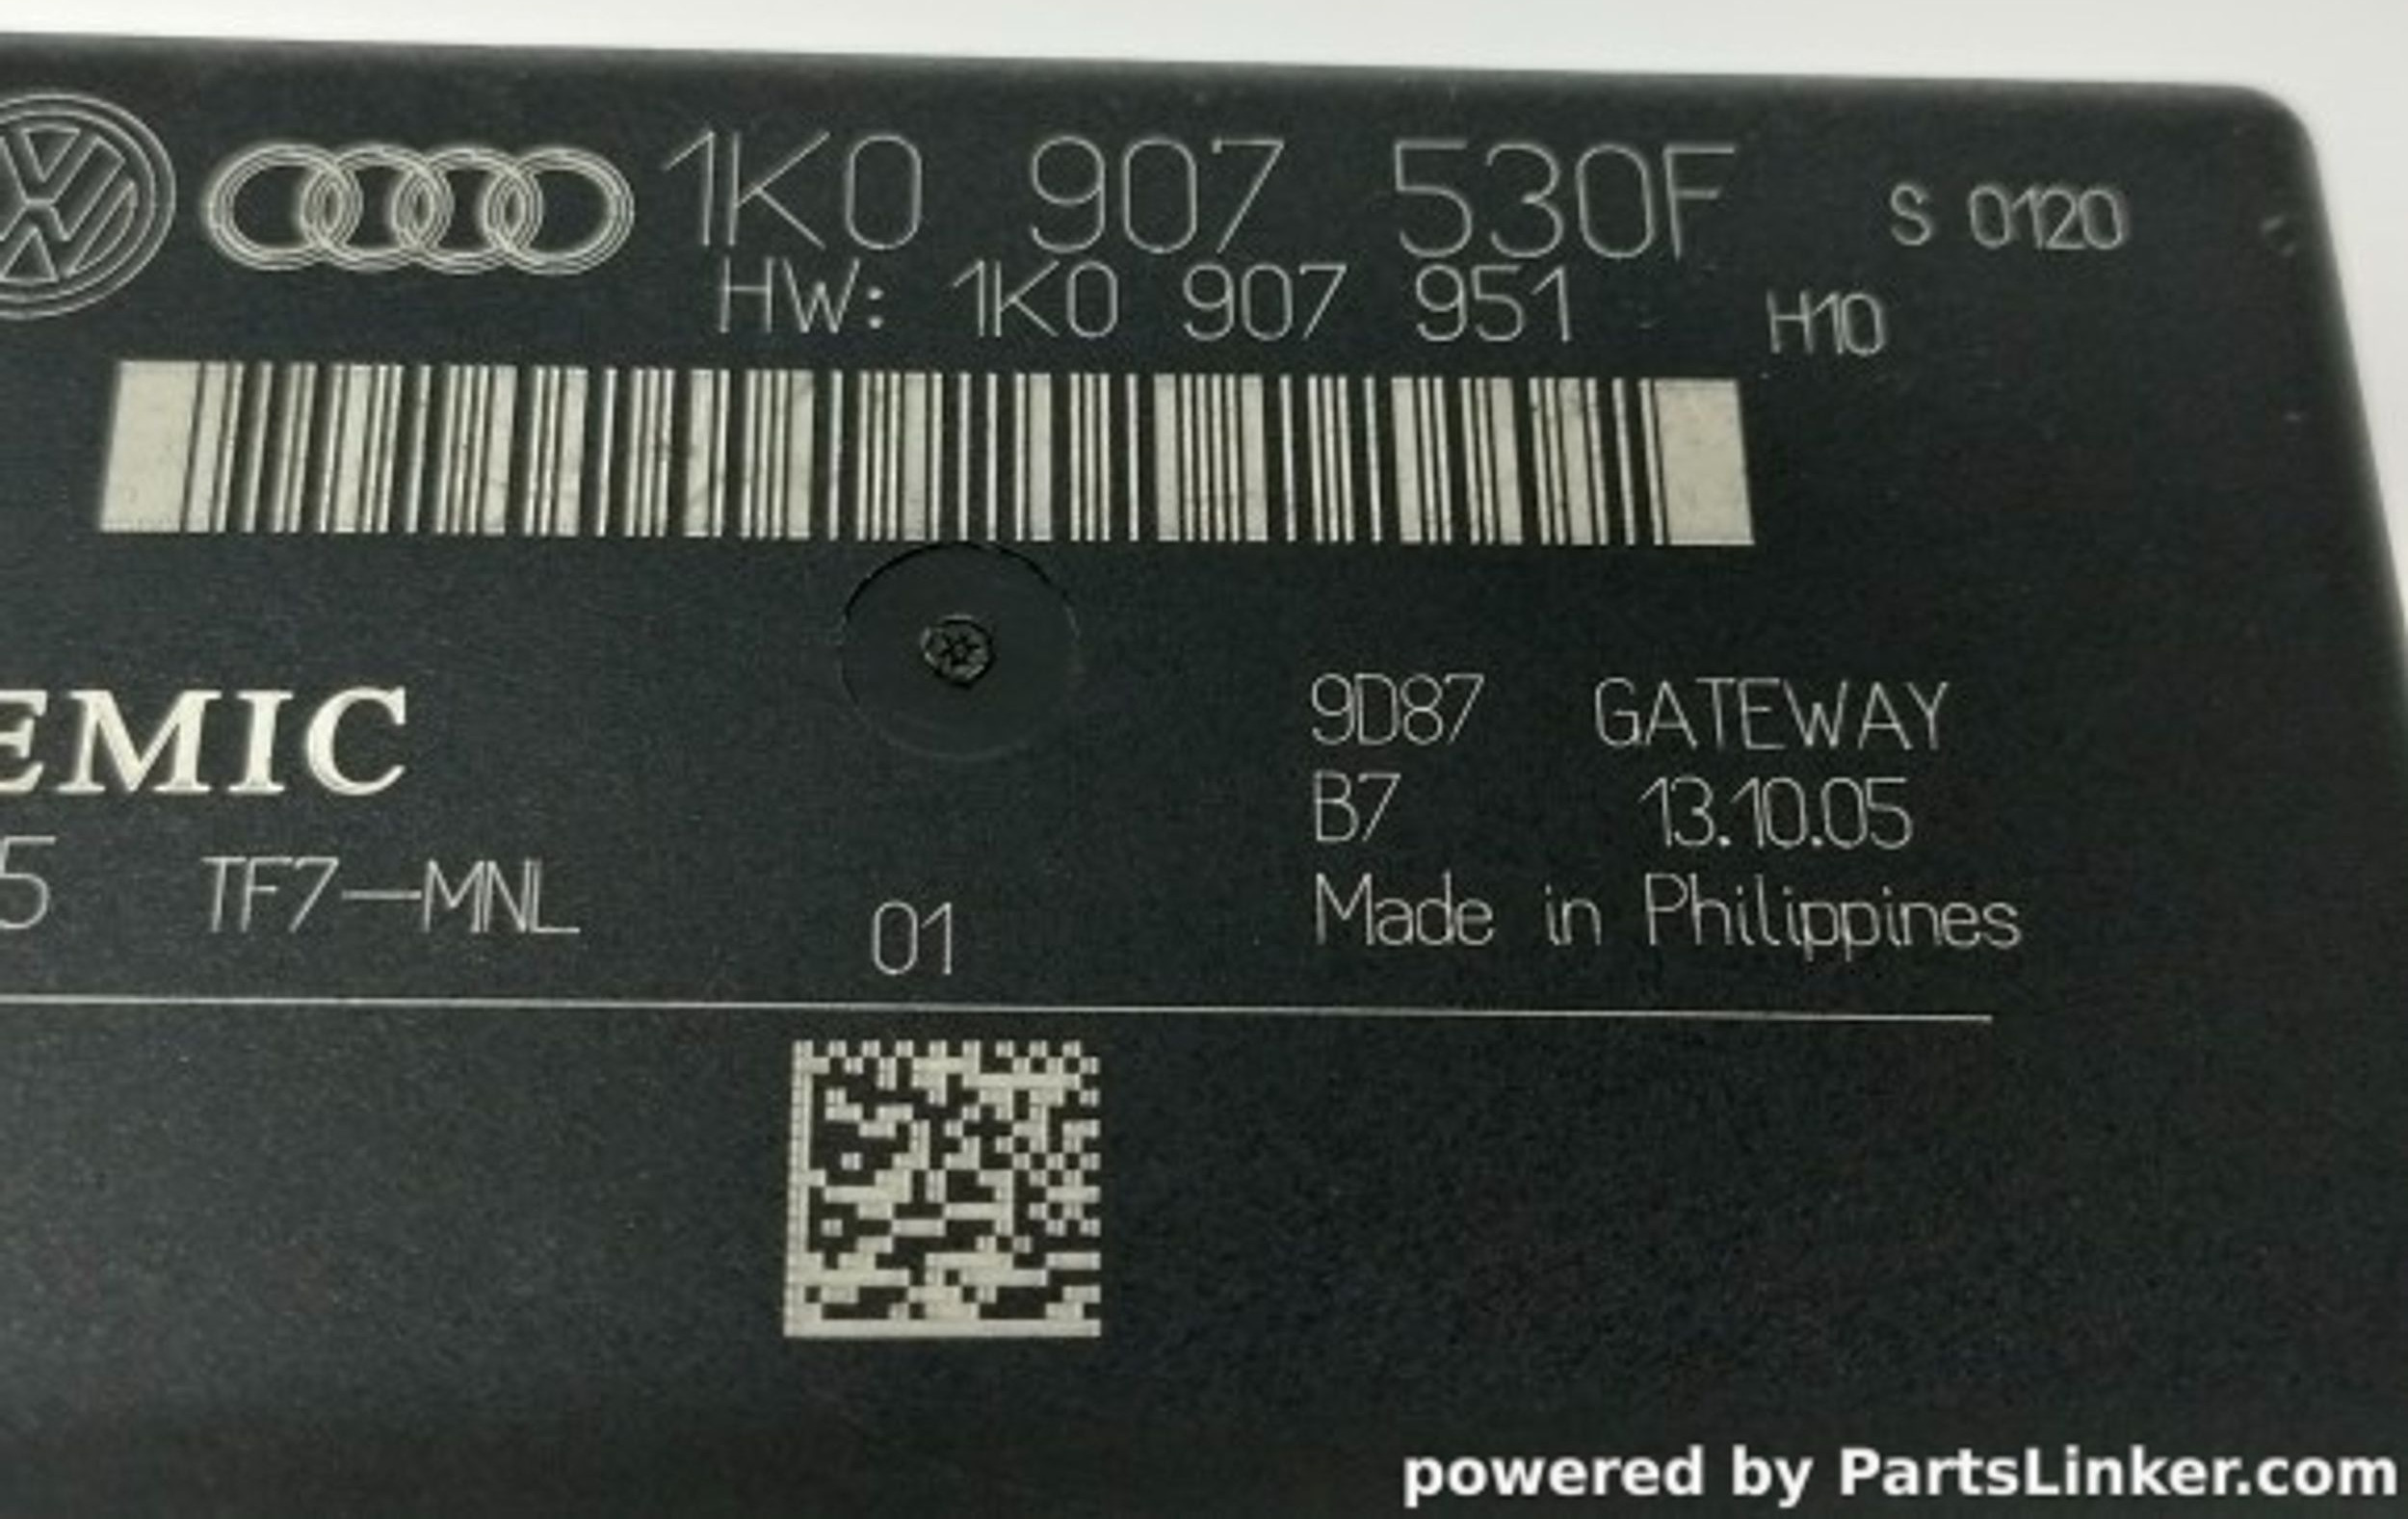 1K0 907 530F S 0120
HW: 1K0 907 951 H10
EMIC
9D87 GATEWAY
B7 13.10.05
5 TF7-MNL
01
Made in Philippines
powered by PartsLinker.com